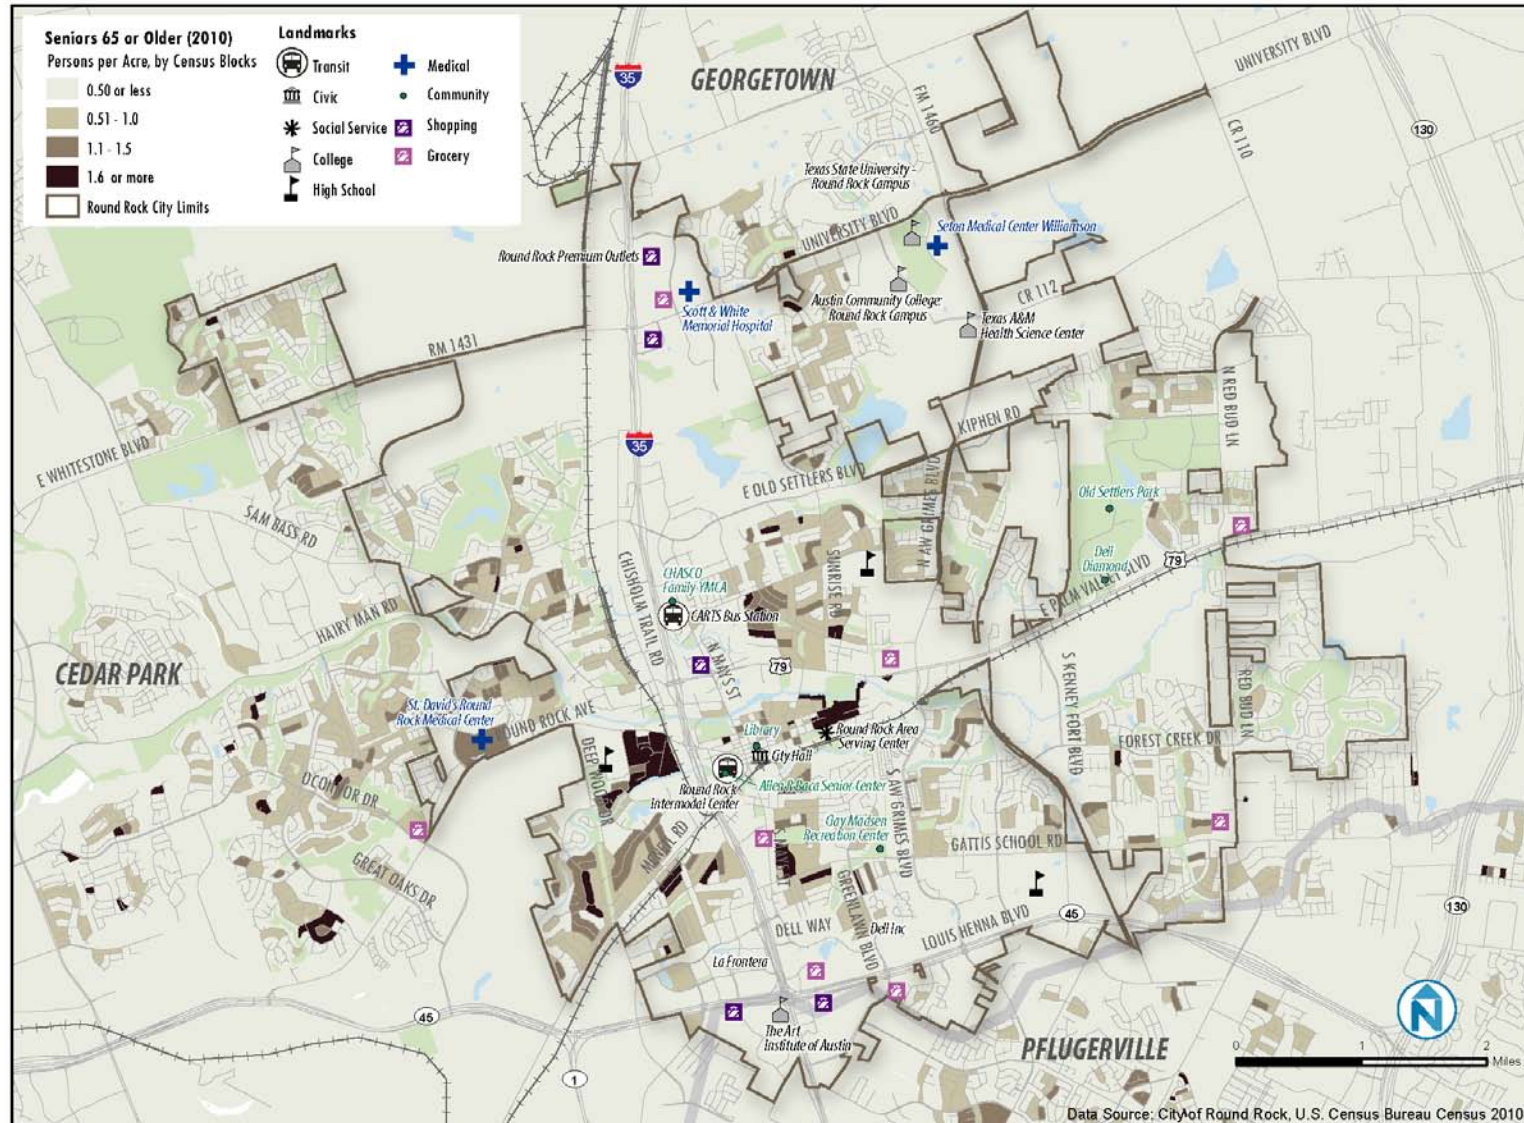 Seniors 65 or Older (2010)
Persons per Acre, by Census Blocks
0.50 or less
0.51 - 1.0
1.1 - 1.5
1.6 or more
Round Rock City Limits
Landmarks
Transit
Civic
Social Service
College
High School
Medical
Community
Shopping
Grocery
35
GEORGETOWN
UNIVERSITY BLVD
FM 1460
CR 110
130
Texas State University -
Round Rock Campus
UNIVERSITY BLVD
Seton Medical Center Williamson
Round Rock Premium Outlets
Scott & White
Memorial Hospital
Austin Community College:
Round Rock Campus
CR 112
Texas A&M
Health Science Center
RM 1431
N RED BUD LN
KIPHEN RD
35
E WHITESTONE BLVD
E OLD SETTLERS BLVD
N AW GRIMES BLVD
Old Settlers Park
SAM BASS RD
CHISHOLM TRAIL RD
CHASCO
Family YMCA
SUNRISE RD
Dell
Diamond
79
E PALM VALLEY BLVD
CARTS Bus Station
HAIRY MAN RD
N MAYS ST
79
CEDAR PARK
St. David's Round
Rock Medical Center
ROUND ROCK AVE
S KENNEY FORT BLVD
RED BUD LN
Library
City Hall
Round Rock Area
Serving Center
FOREST CREEK DR
DEEP WOOD DR
Round Rock
Intermodal Center
Allen R Baca Senior Center
OCONNOR DR
S AW GRIMES BLVD
Clay Madsen
Recreation Center
GATTIS SCHOOL RD
MCNEIL RD
S MAYS ST
GREAT OAKS DR
GREENLAWN BLVD
DELL WAY
Dell Inc
LOUIS HENNA BLVD
45
130
La Frontera
45
The Art
Institute of Austin
PFLUGERVILLE
N
1
0
1
2
Miles
Data Source: City of Round Rock, U.S. Census Bureau Census 2010